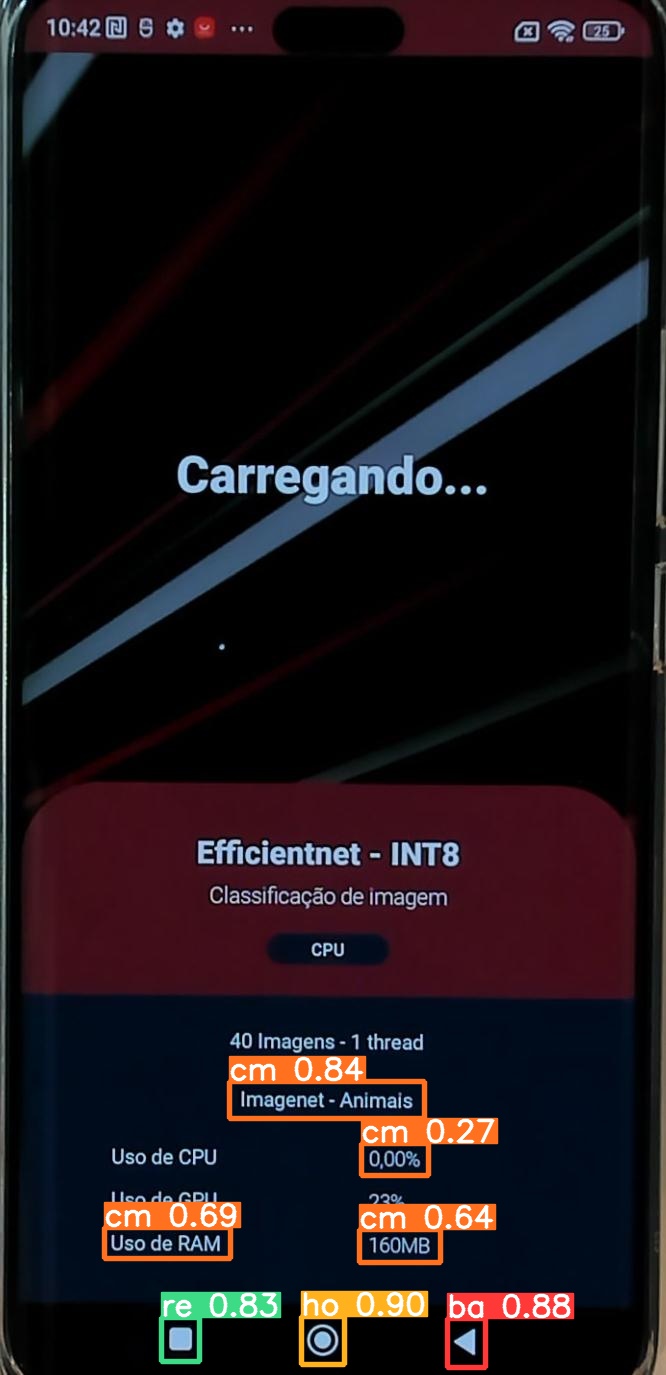 10:42 25
Carregando...
Efficientnet - INT8
Classificação de imagem
CPU
40 Imagens - 1 thread
cm 0.84
Imagenet - Animais
cm 0.27
Uso de CPU 0,00%
Uso de GPU 23%
cm 0.69 cm 0.64
Uso de RAM 160MB
re 0.83 ho 0.90 ba 0.88